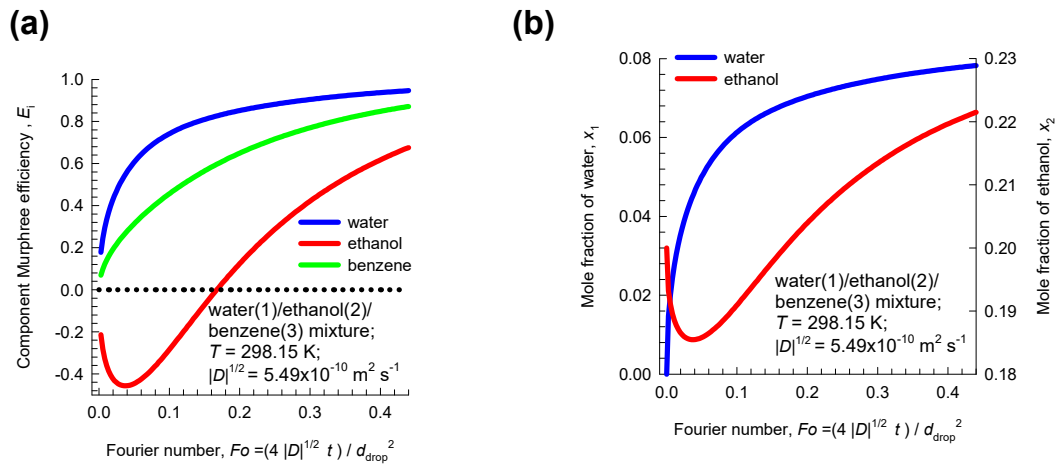 (a)
Component Murphree efficiency , Ei
1.0
0.8
0.6
0.4
0.2
0.0
-0.2
-0.4
water
ethanol
benzene
water(1)/ethanol(2)/
benzene(3) mixture;
T = 298.15 K;
|D|^1/2 = 5.49x10^-10 m^2 s^-1
0.0 0.1 0.2 0.3 0.4
Fourier number, Fo =(4 |D|^1/2 t ) / d_drop^2
(b)
water
ethanol
Mole fraction of water, x1
0.08
0.06
0.04
0.02
0.00
Mole fraction of ethanol, x2
0.23
0.22
0.21
0.20
0.19
0.18
water(1)/ethanol(2)/
benzene(3) mixture;
T = 298.15 K;
|D|^1/2 = 5.49x10^-10 m^2 s^-1
0.0 0.1 0.2 0.3 0.4
Fourier number, Fo =(4 |D|^1/2 t ) / d_drop^2